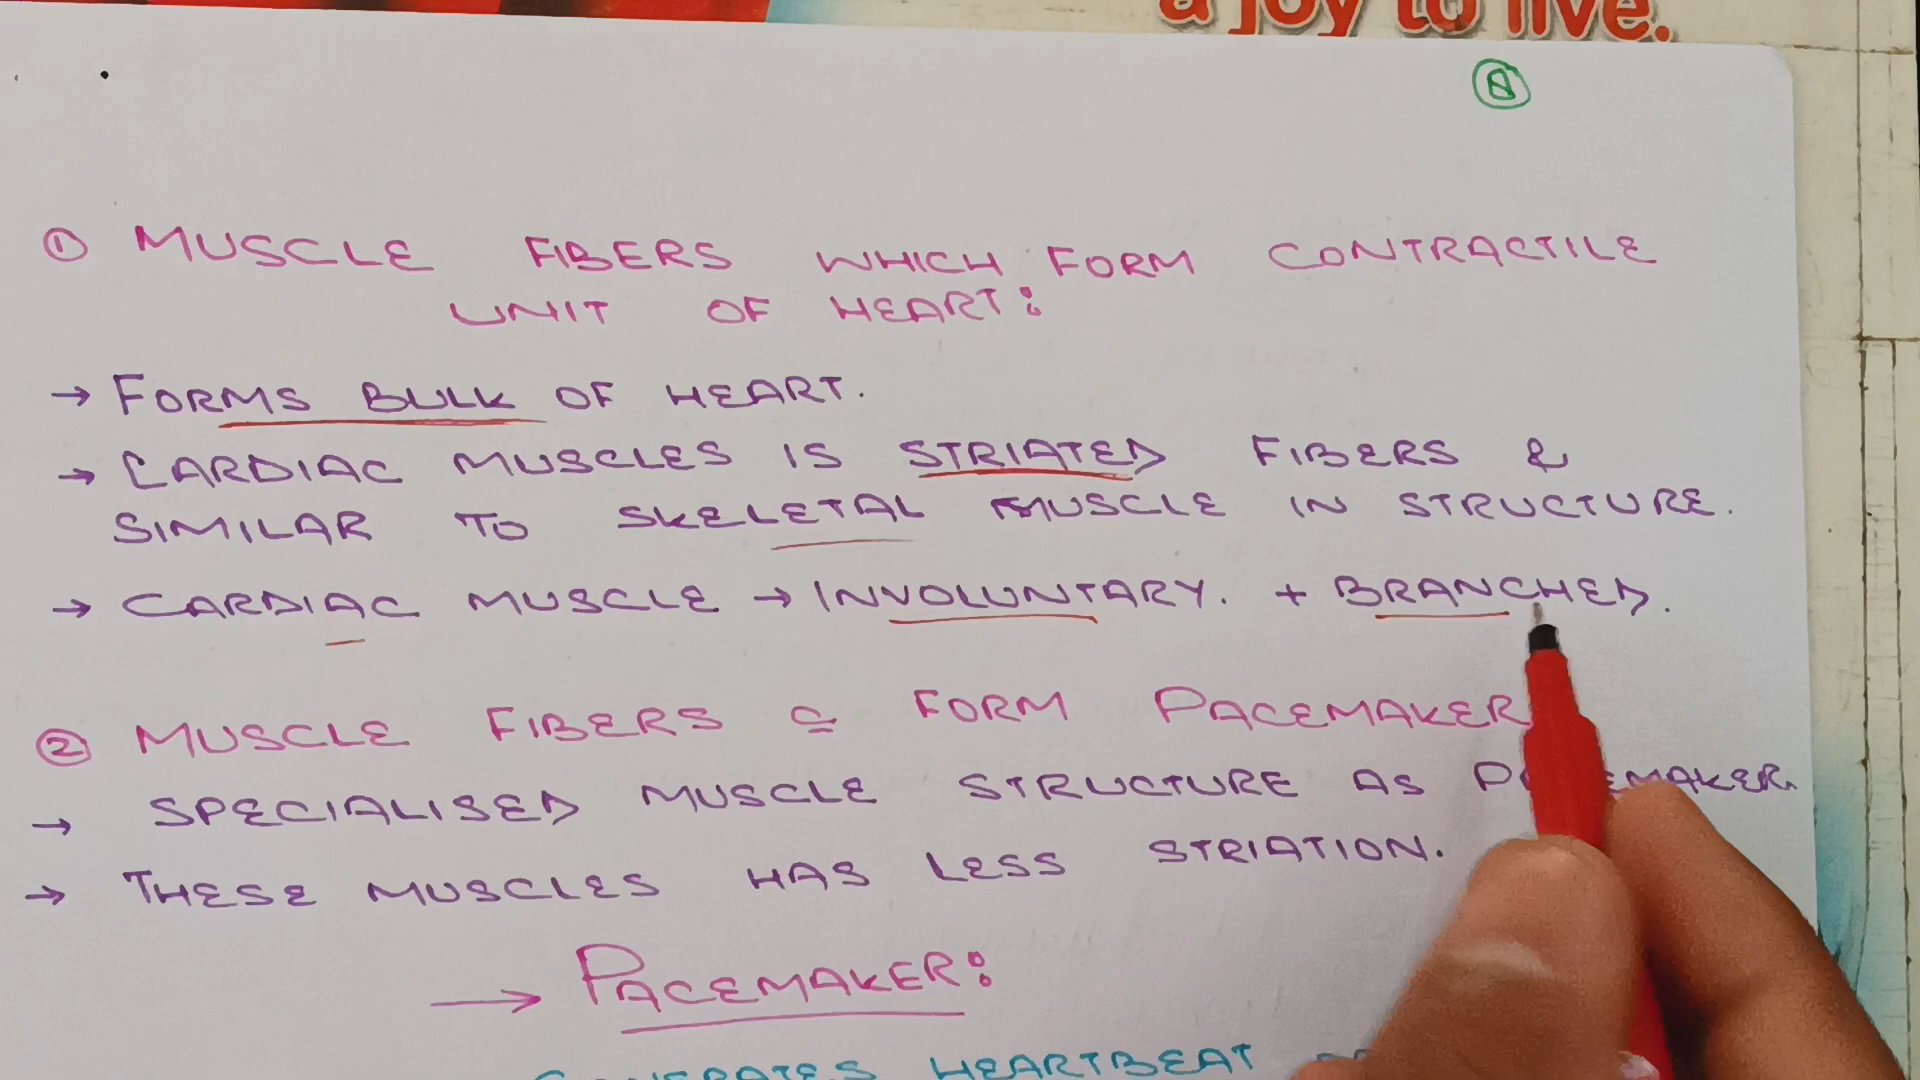 a joy to live.
① MUSCLE FIBERS WHICH FORM CONTRACTILE
UNIT OF HEART:
→ FORMS BULK OF HEART.
→ CARDIAC MUSCLES IS STRIATED FIBERS &
SIMILAR TO SKELETAL MUSCLE IN STRUCTURE.
→ CARDIAC MUSCLE → INVOLUNTARY. + BRANCHED.
② MUSCLE FIBERS FORM PACEMAKER
→ SPECIALISED MUSCLE STRUCTURE AS PACEMAKER.
→ THESE MUSCLES HAS LESS STRIATION.
→ PACEMAKER:
GENERATES HEARTBEAT